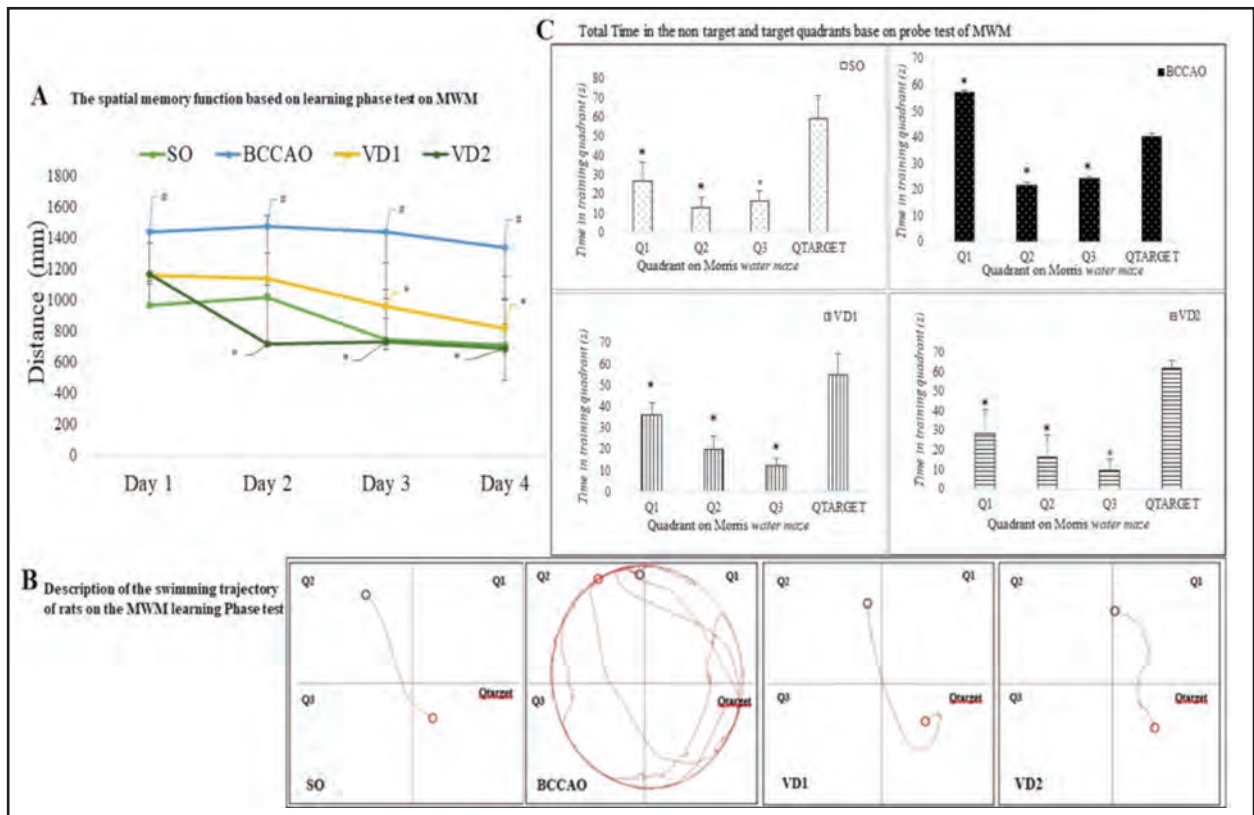 A The spatial memory function based on learning phase test on MWM
SO BCCAO VD1 VD2
Distance (mm)
1800
1600
1400
1200
1000
800
600
400
200
0
# # # #
* *
* * *
Day 1 Day 2 Day 3 Day 4
C Total Time in the non target and target quadrants base on probe test of MWM
SO
Time in training quadrant (s)
80
70
60
50
40
30
20
10
0
* * *
Q1 Q2 Q3 QTARGET
Quadrant on Morris water maze
BCCAO
Time in training quadrant (s)
70
60
50
40
30
20
10
0
* * *
Q1 Q2 Q3 QTARGET
Quadrant on Morris water maze
VD1
Time in training quadrant (s)
70
60
50
40
30
20
10
0
* * *
Q1 Q2 Q3 QTARGET
Quadrant on Morris water maze
VD2
Time in training quadrant (s)
70
60
50
40
30
20
10
0
* * *
Q1 Q2 Q3 QTARGET
Quadrant on Morris water maze
B Description of the swimming trajectory
of rats on the MWM learning Phase test
Q2 Q1
Q3 Qtarget
SO
Q2 Q1
Q3 Qtarget
BCCAO
Q2 Q1
Q3 Qtarget
VD1
Q2 Q1
Q3 Qtarget
VD2